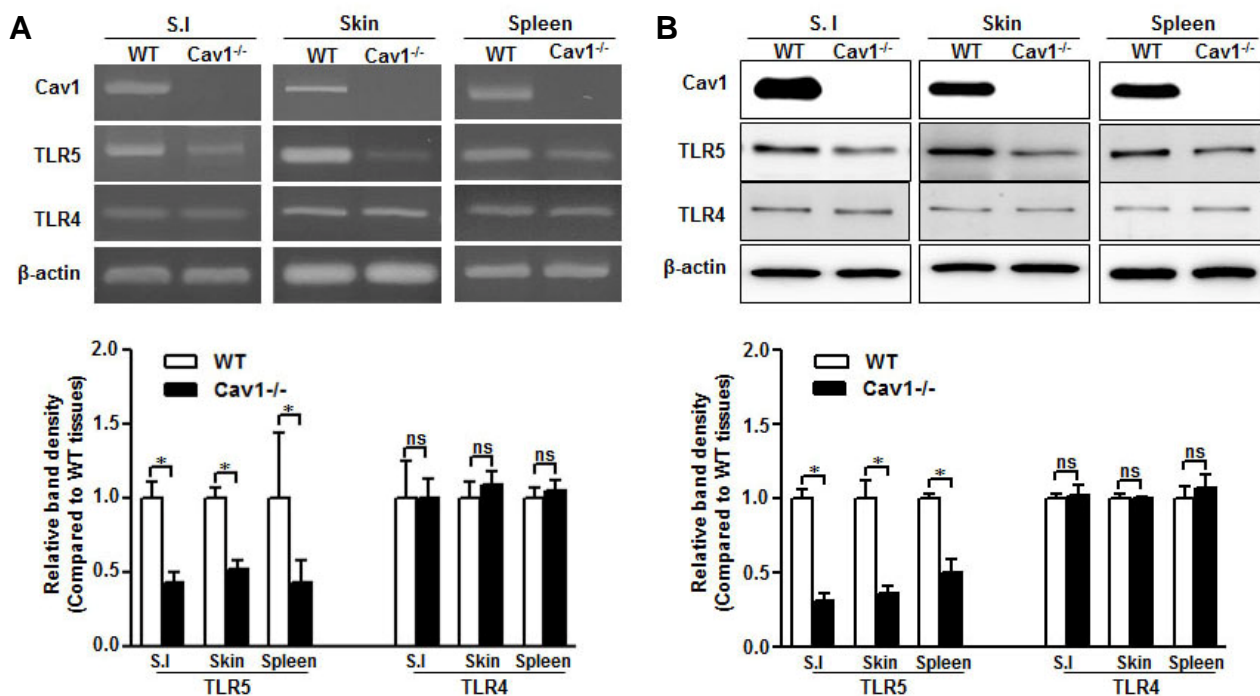 A
S.I Skin Spleen
WT Cav1-/- WT Cav1-/- WT Cav1-/-
Cav1
TLR5
TLR4
β-actin
Relative band density
(Compared to WT tissues)
2.0
1.5
1.0
0.5
0.0
WT
Cav1-/-
* * * ns ns ns
S.I Skin Spleen S.I Skin Spleen
TLR5 TLR4
B
S. I Skin Spleen
WT Cav1-/- WT Cav1-/- WT Cav1-/-
Cav1
TLR5
TLR4
β-actin
Relative band density
(Compared to WT tissues)
2.0
1.5
1.0
0.5
0.0
WT
Cav1-/-
* * * ns ns ns
S.I Skin Spleen S.I Skin Spleen
TLR5 TLR4